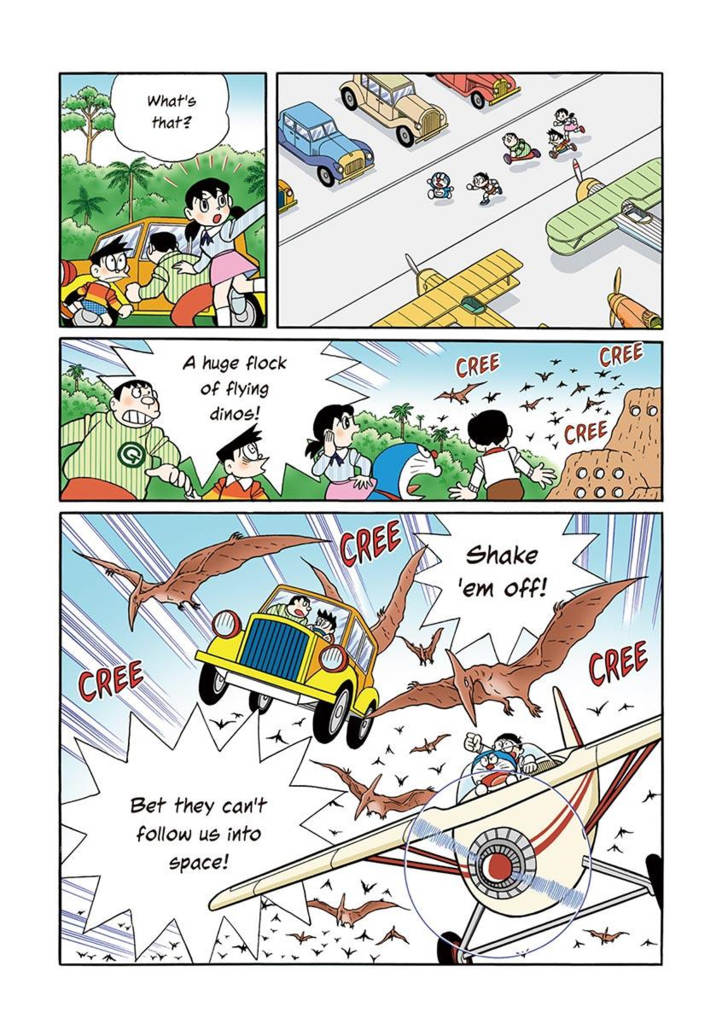 What's
that?
A huge flock
of flying
dinos!
CREE
CREE
CREE
G
CREE
Shake
'em off!
CREE
CREE
Bet they can't
follow us into
space!